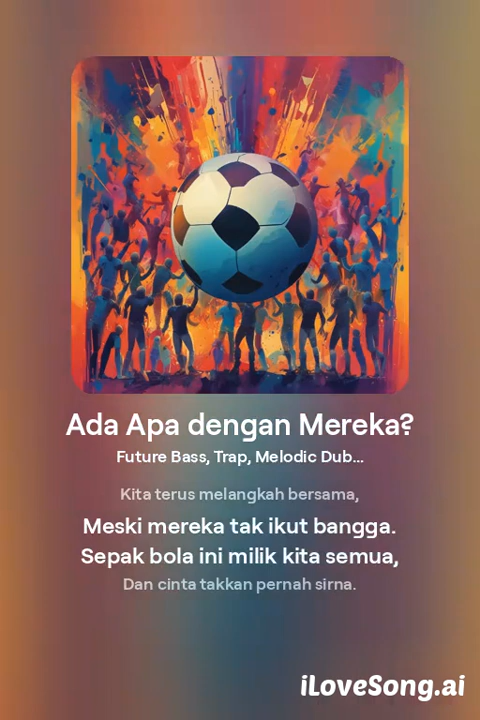 Ada Apa dengan Mereka?
Future Bass, Trap, Melodic Dub...
Kita terus melangkah bersama,
Meski mereka tak ikut bangga.
Sepak bola ini milik kita semua,
Dan cinta takkan pernah sirna.
iLoveSong.ai